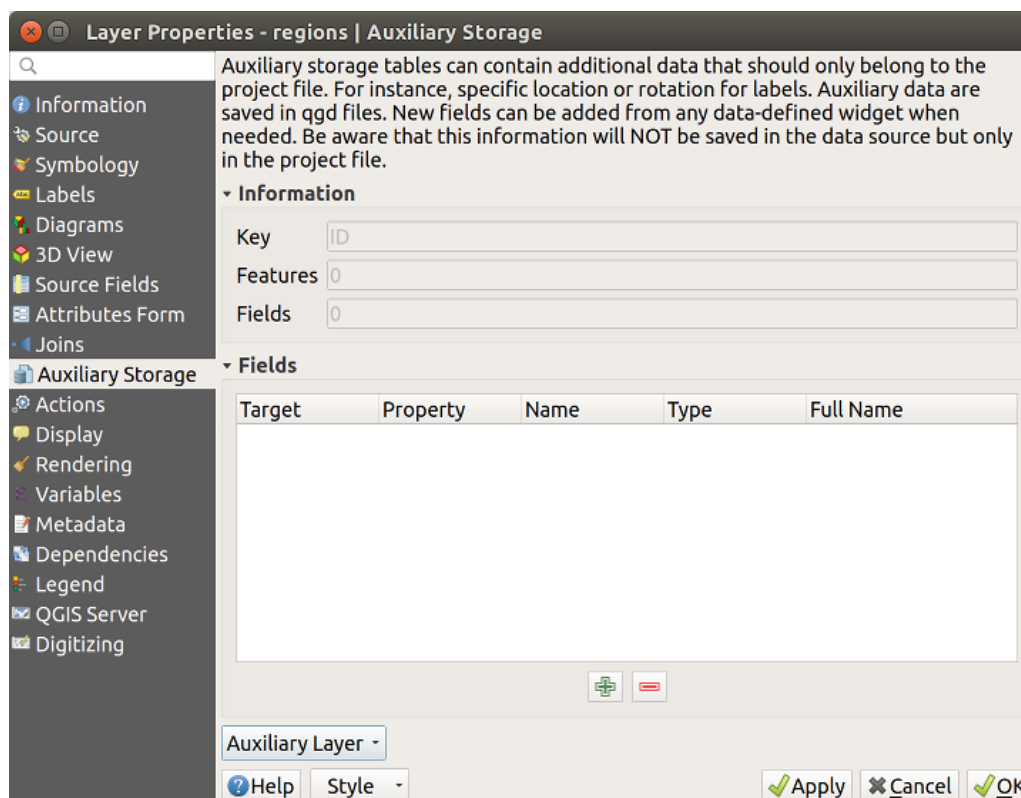 Layer Properties - regions | Auxiliary Storage
Information
Source
Symbology
Labels
Diagrams
3D View
Source Fields
Attributes Form
Joins
Auxiliary Storage
Actions
Display
Rendering
Variables
Metadata
Dependencies
Legend
QGIS Server
Digitizing
Auxiliary storage tables can contain additional data that should only belong to the
project file. For instance, specific location or rotation for labels. Auxiliary data are
saved in qgd files. New fields can be added from any data-defined widget when
needed. Be aware that this information will NOT be saved in the data source but only
in the project file.
Information
Key ID
Features 0
Fields 0
Fields
Target Property Name Type Full Name
Auxiliary Layer
Help Style Apply Cancel OK